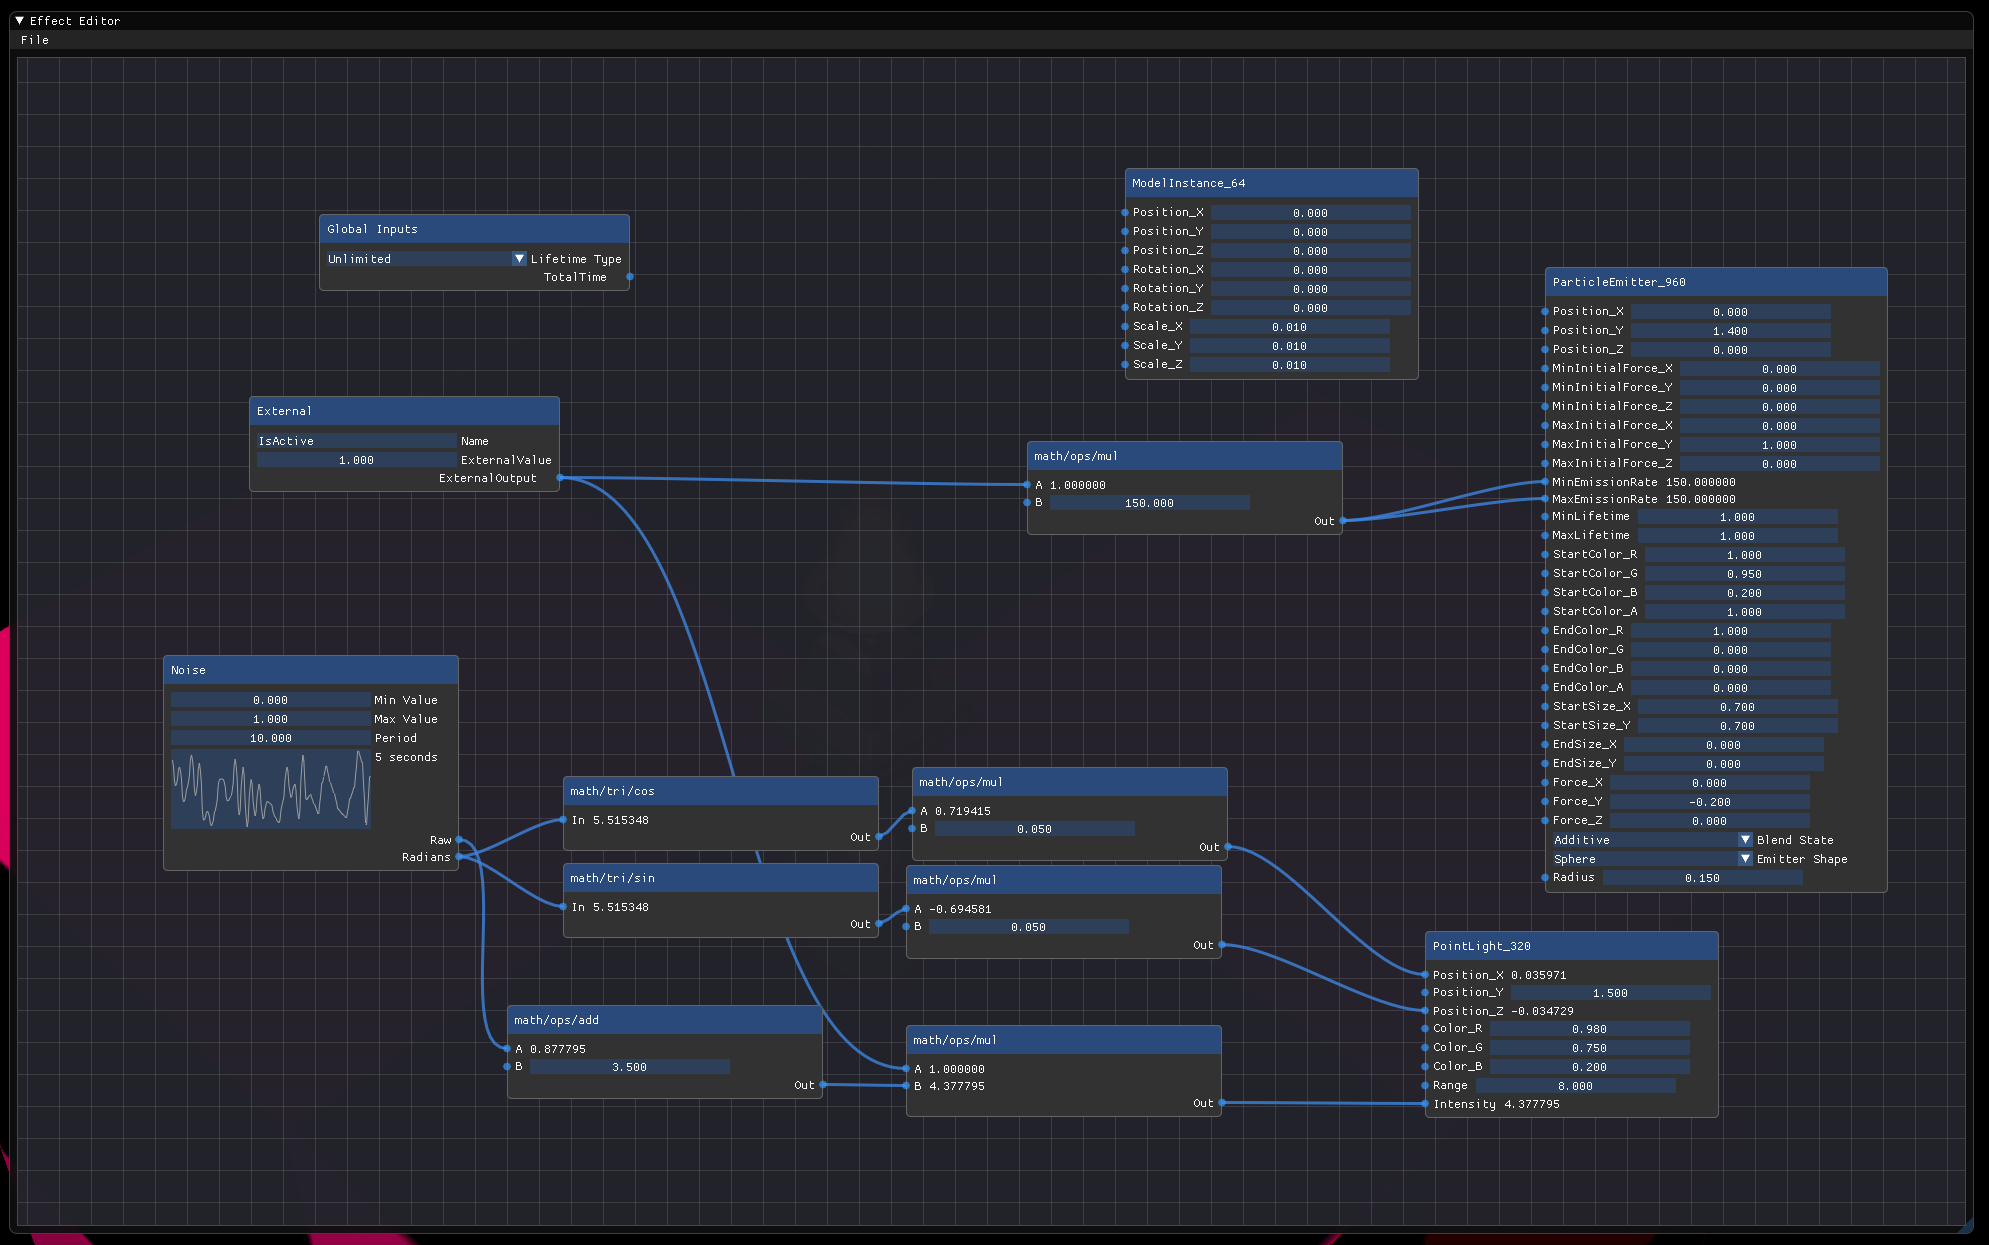 Effect Editor
File
Global Inputs
Unlimited Lifetime Type
TotalTime
External
IsActive Name
1.000 ExternalValue
ExternalOutput
Noise
0.000 Min Value
1.000 Max Value
10.000 Period
5 seconds
Raw
Radians
math/tri/cos
In 5.515348
Out
math/tri/sin
In 5.515348
Out
math/ops/add
A 0.877795
B 3.500
Out
math/ops/mul
A 0.719415
B 0.050
Out
math/ops/mul
A -0.694581
B 0.050
Out
math/ops/mul
A 1.000000
B 4.377795
Out
ModelInstance_64
Position_X 0.000
Position_Y 0.000
Position_Z 0.000
Rotation_X 0.000
Rotation_Y 0.000
Rotation_Z 0.000
Scale_X 0.010
Scale_Y 0.010
Scale_Z 0.010
math/ops/mul
A 1.000000
B 150.000
Out
ParticleEmitter_960
Position_X 0.000
Position_Y 1.400
Position_Z 0.000
MinInitialForce_X 0.000
MinInitialForce_Y 0.000
MinInitialForce_Z 0.000
MaxInitialForce_X 0.000
MaxInitialForce_Y 1.000
MaxInitialForce_Z 0.000
MinEmissionRate 150.000000
MaxEmissionRate 150.000000
MinLifetime 1.000
MaxLifetime 1.000
StartColor_R 1.000
StartColor_G 0.950
StartColor_B 0.200
StartColor_A 1.000
EndColor_R 1.000
EndColor_G 0.000
EndColor_B 0.000
EndColor_A 0.000
StartSize_X 0.700
StartSize_Y 0.700
EndSize_X 0.000
EndSize_Y 0.000
Force_X 0.000
Force_Y -0.200
Force_Z 0.000
Additive Blend State
Sphere Emitter Shape
Radius 0.150
PointLight_320
Position_X 0.035971
Position_Y 1.500
Position_Z -0.034729
Color_R 0.980
Color_G 0.750
Color_B 0.200
Range 8.000
Intensity 4.377795